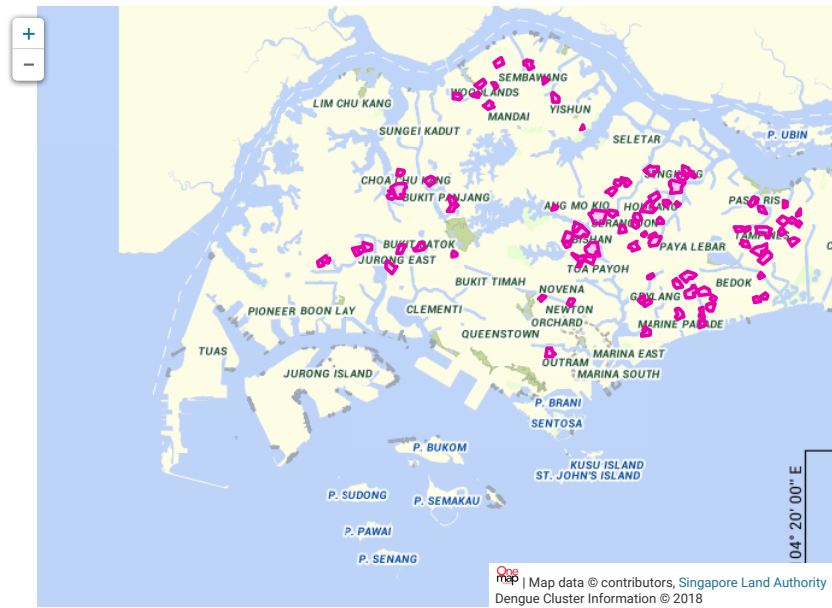 +
−
SEMBAWANG
WOODLANDS
LIM CHU KANG
YISHUN
MANDAI
SUNGEI KADUT
SELETAR
P. UBIN
CHOA CHU KANG
SENGKANG
BUKIT PANJANG
PASIR RIS
ANG MO KIO
HOUGANG
SERANGOON
TAMPINES
BISHAN
BUKIT BATOK
PAYA LEBAR
C
JURONG EAST
TOA PAYOH
BUKIT TIMAH
BEDOK
NOVENA
GEYLANG
PIONEER
BOON LAY
CLEMENTI
NEWTON
ORCHARD
MARINE PARADE
QUEENSTOWN
TUAS
MARINA EAST
OUTRAM
JURONG ISLAND
MARINA SOUTH
P. BRANI
SENTOSA
P. BUKOM
KUSU ISLAND
ST. JOHN'S ISLAND
P. SUDONG
P. SEMAKAU
104° 20' 00" E
P. PAWAI
P. SENANG
One
map | Map data © contributors, Singapore Land Authority
Dengue Cluster Information © 2018